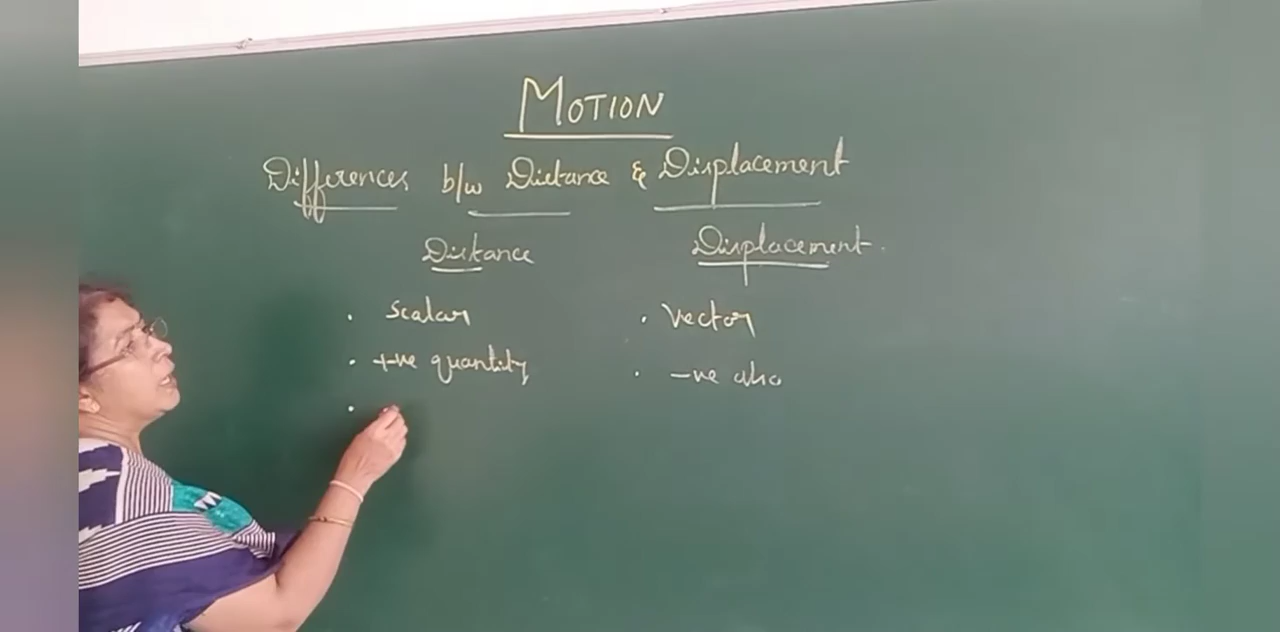 MOTION
Differences b/w Distance & Displacement
Distance Displacement.
. Scalar . Vector
. +ve quantity . -ve also
.